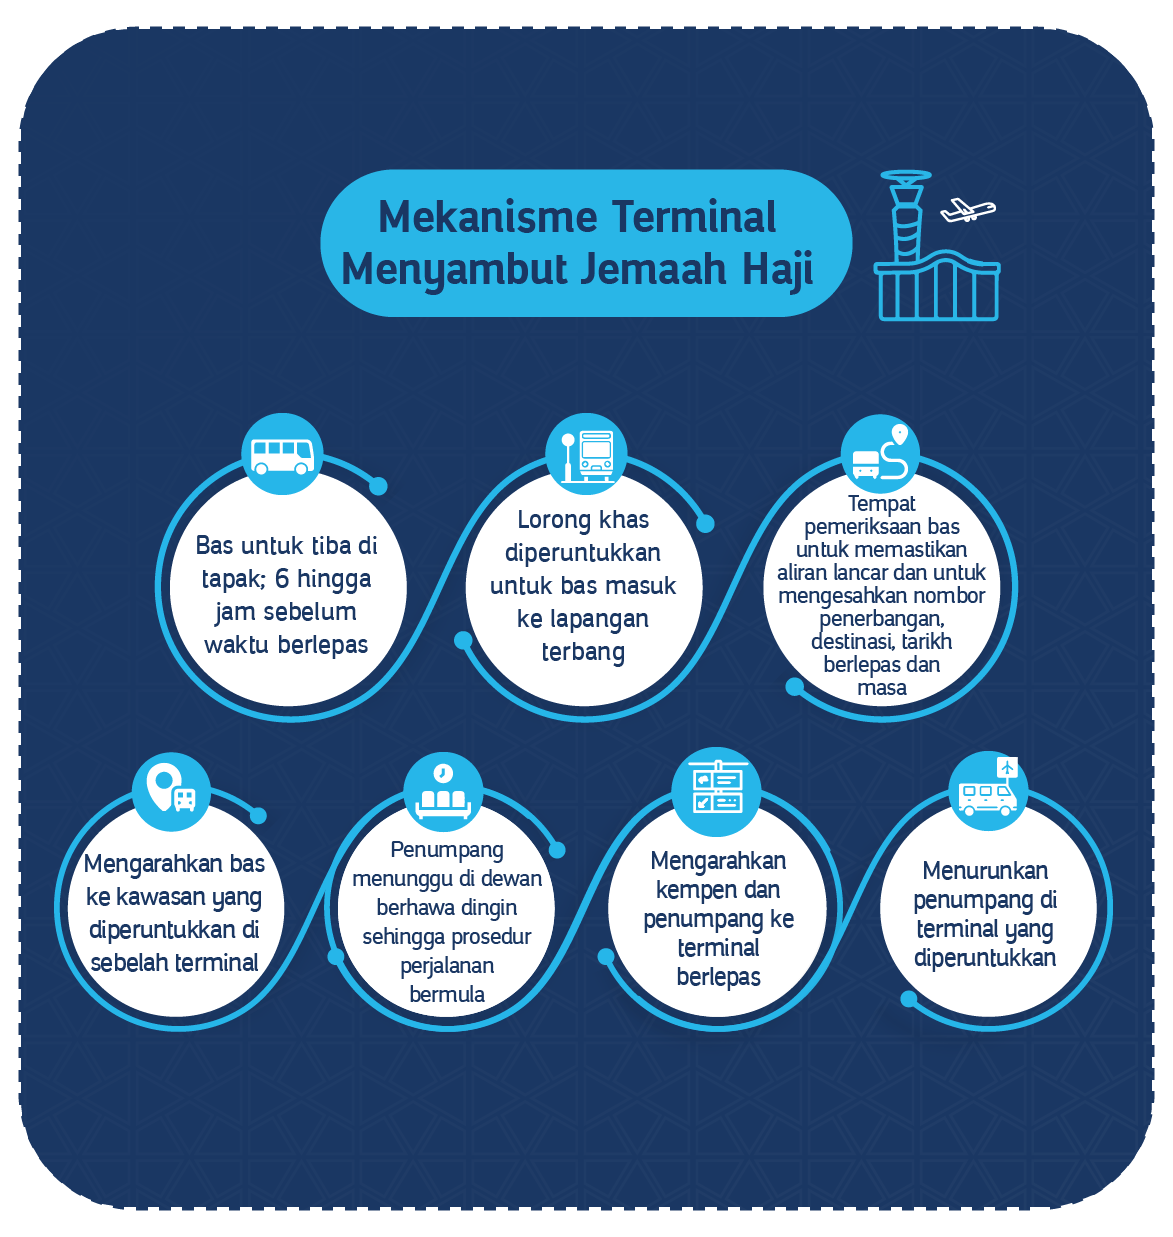 Mekanisme Terminal
Menyambut Jemaah Haji
Bas untuk tiba di
tapak; 6 hingga
jam sebelum
waktu berlepas
Lorong khas
diperuntukkan
untuk bas masuk
ke lapangan
terbang
Tempat
pemeriksaan bas
untuk memastikan
aliran lancar dan untuk
mengesahkan nombor
penerbangan,
destinasi, tarikh
berlepas dan
masa
Mengarahkan bas
ke kawasan yang
diperuntukkan di
sebelah terminal
Penumpang
menunggu di dewan
berhawa dingin
sehingga prosedur
perjalanan
bermula
Mengarahkan
kempen dan
penumpang ke
terminal
berlepas
Menurunkan
penumpang di
terminal yang
diperuntukkan